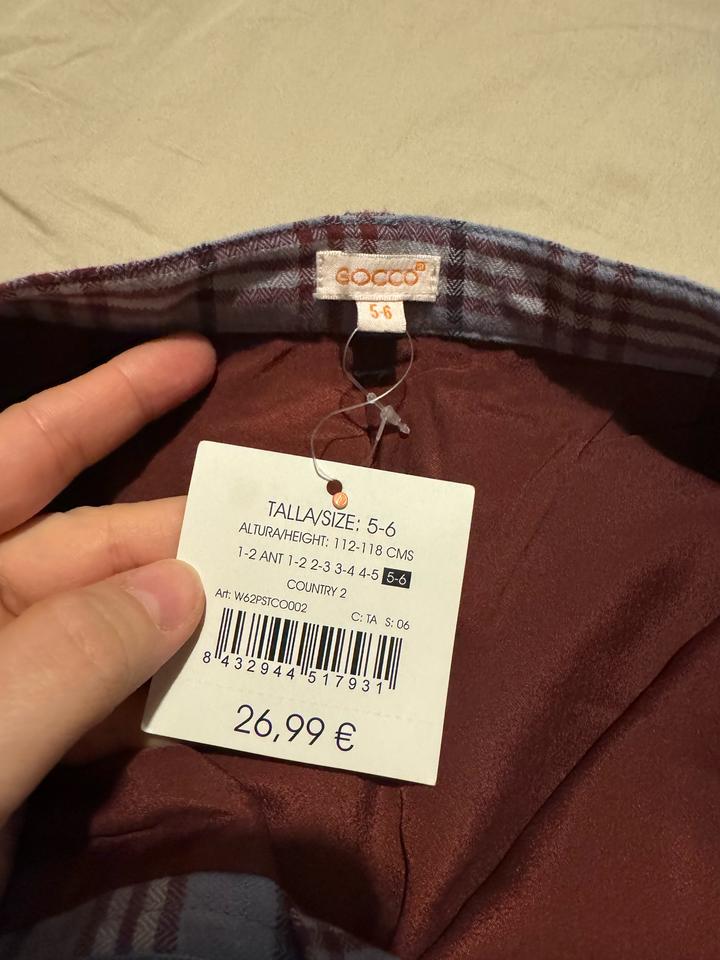 GOCCO
5-6
TALLA/SIZE: 5-6
ALTURA/HEIGHT: 112-118 CMS
1-2 ANT 1-2 2-3 3-4 4-5 5-6
COUNTRY 2
Art: W62PSTCO002
C: TA S: 06
8 432944 517931
26,99 €